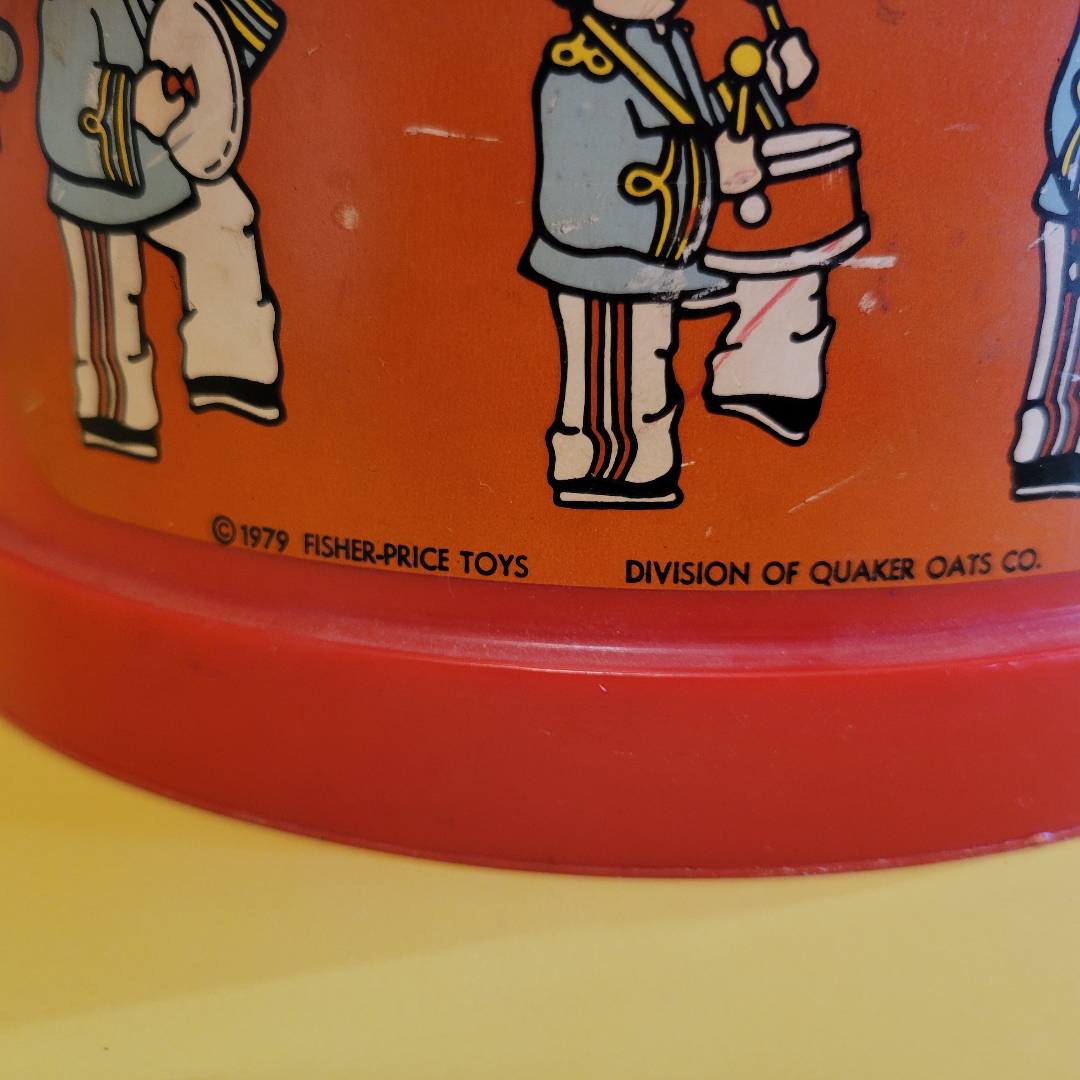 © 1979 FISHER-PRICE TOYS DIVISION OF QUAKER OATS CO.